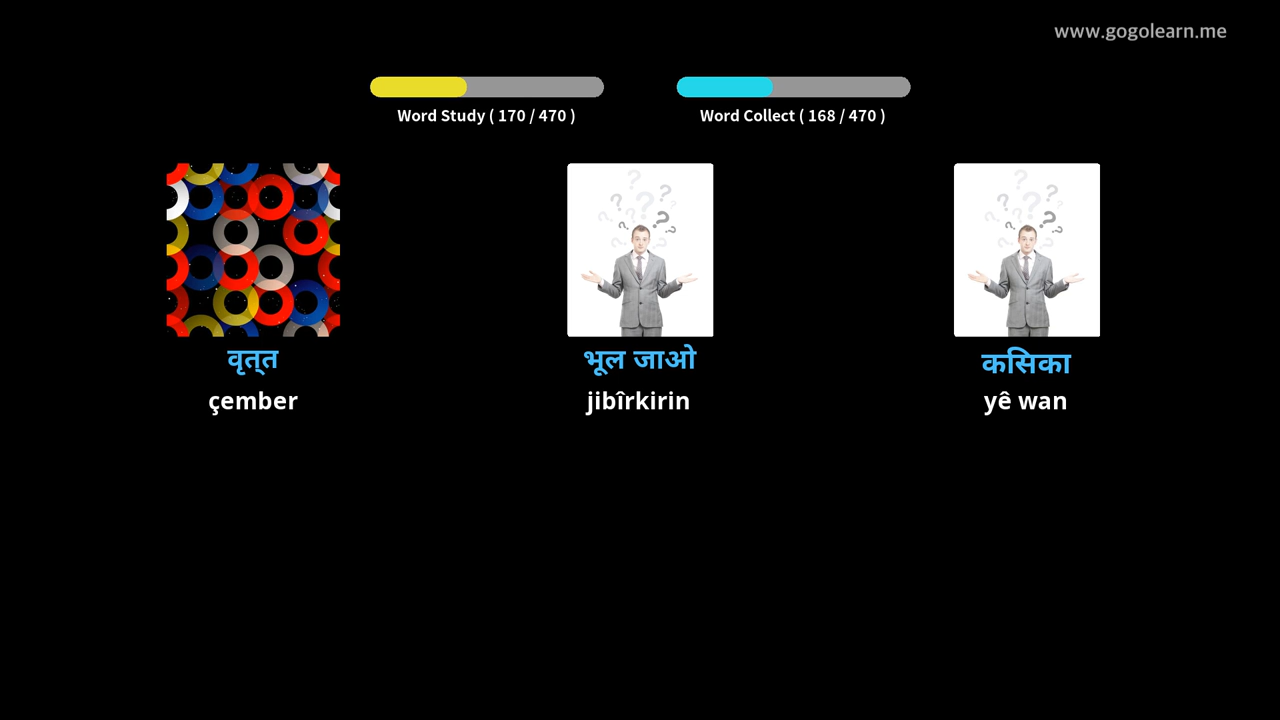 www.gogolearn.me
Word Study ( 170 / 470 )
Word Collect ( 168 / 470 )
वृत्‌त
भूल जाओ
कसिका
çember
jibîrkirin
yê wan